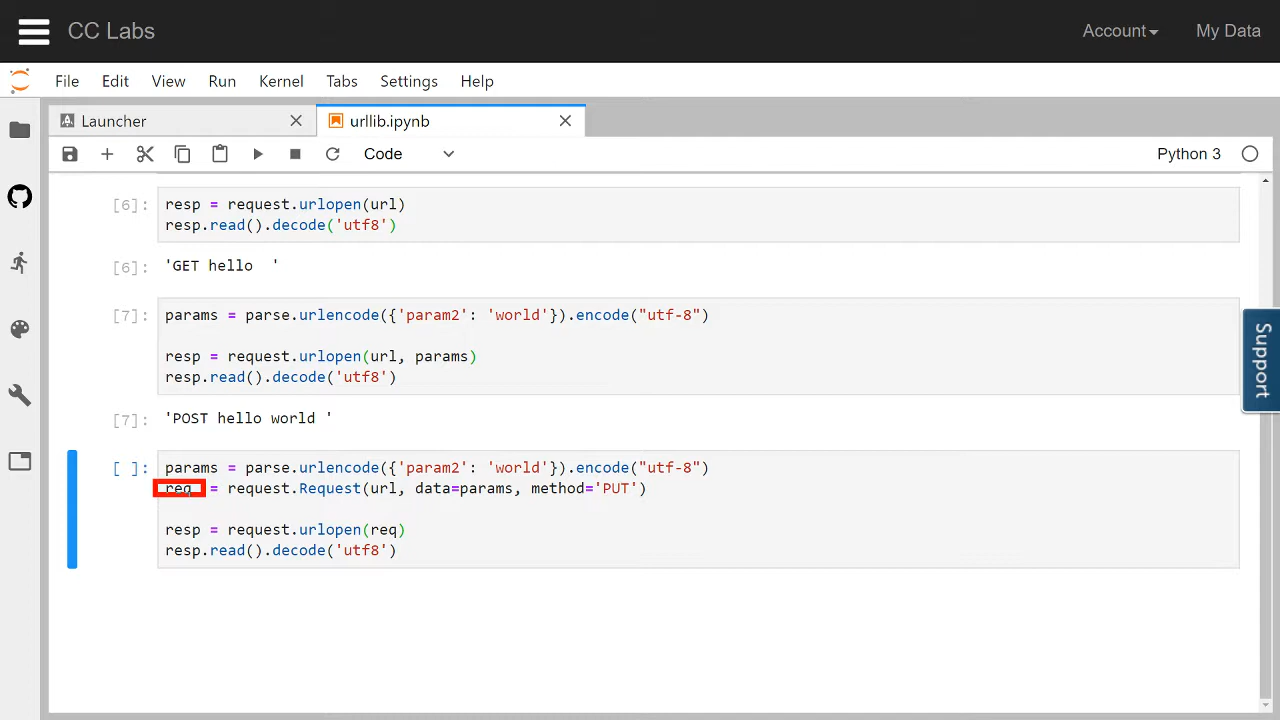 CC Labs
Account
My Data
File
Edit
View
Run
Kernel
Tabs
Settings
Help
Launcher
urllib.ipynb
Code
Python 3
[6]: resp = request.urlopen(url)
resp.read().decode('utf8')
[6]: 'GET hello  '
[7]: params = parse.urlencode({'param2': 'world'}).encode("utf-8")
resp = request.urlopen(url, params)
resp.read().decode('utf8')
[7]: 'POST hello world '
[ ]: params = parse.urlencode({'param2': 'world'}).encode("utf-8")
req = request.Request(url, data=params, method='PUT')
resp = request.urlopen(req)
resp.read().decode('utf8')
Support